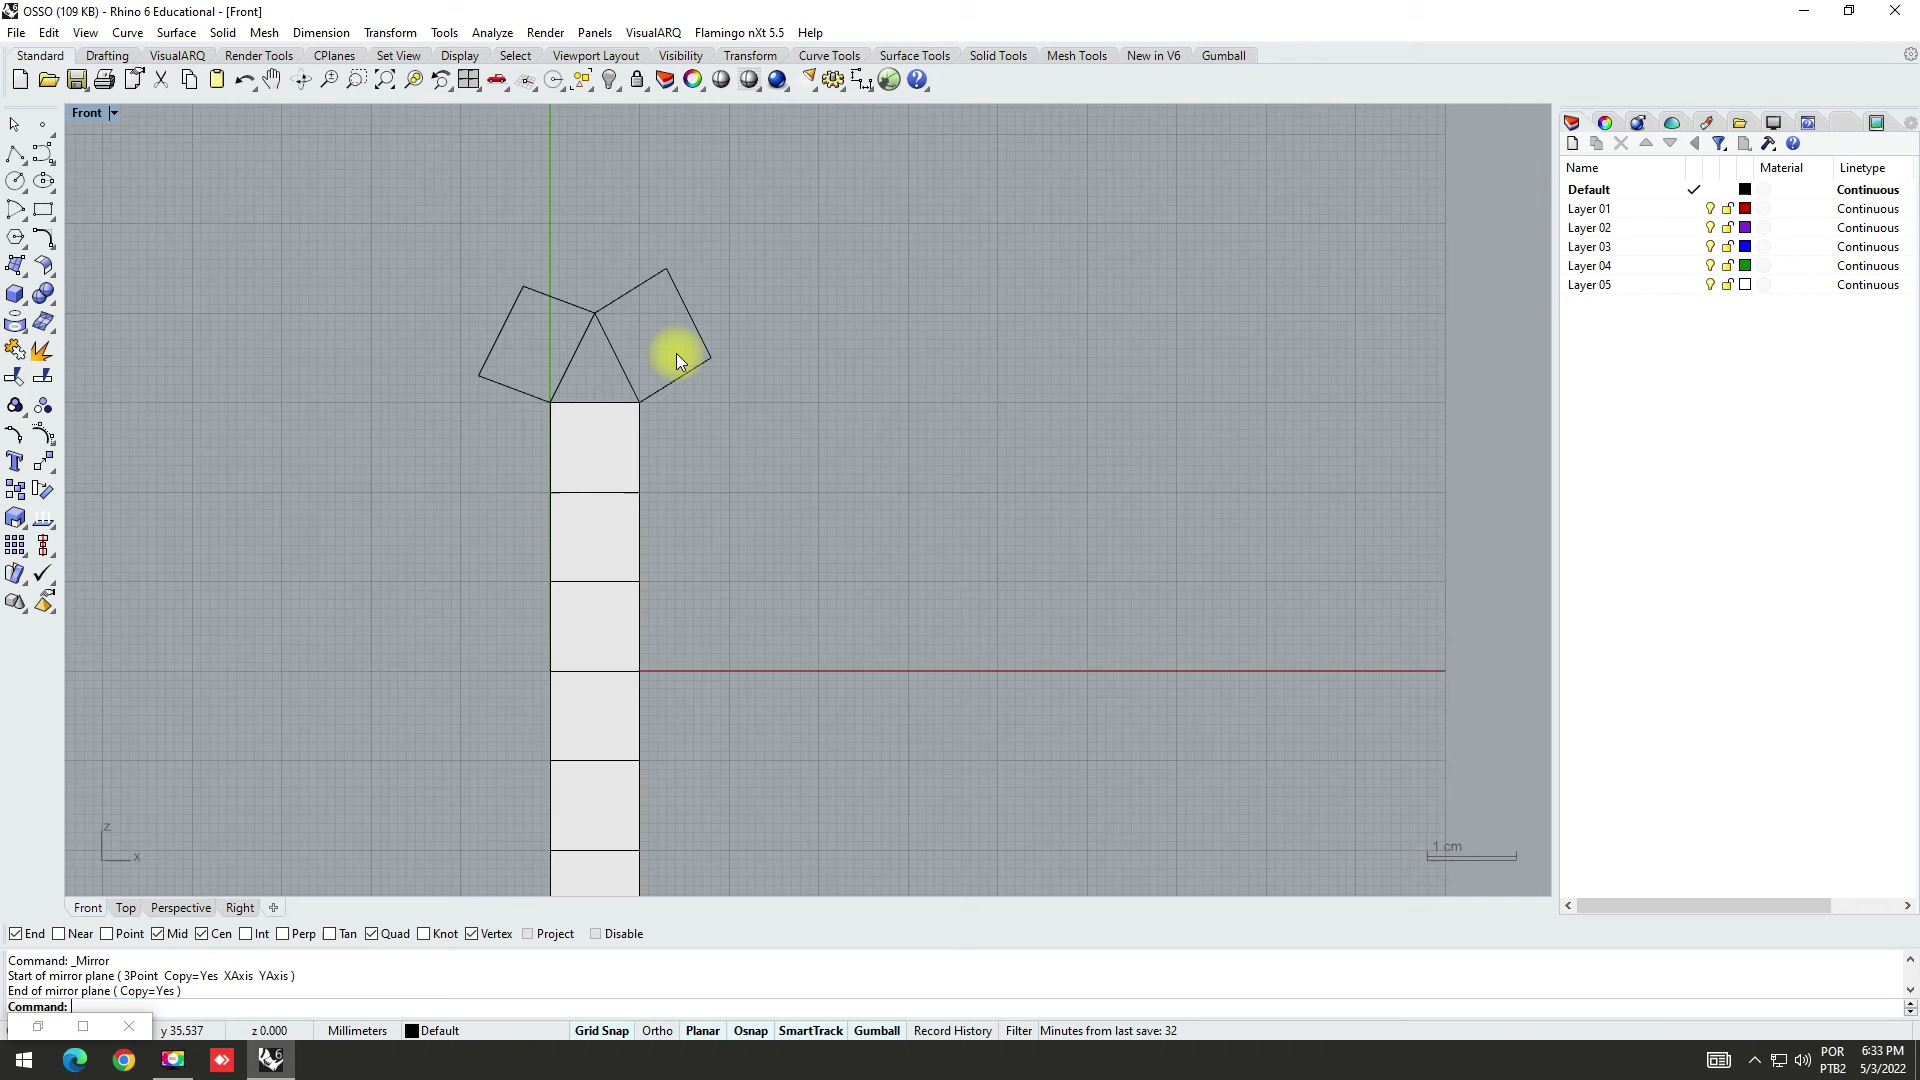 OSSO (109 KB) - Rhino 6 Educational - [Front]
File Edit View Curve Surface Solid Mesh Dimension Transform Tools Analyze Render Panels VisualARQ Flamingo nXt 5.5 Help
Standard Drafting VisualARQ Render Tools CPlanes Set View Display Select Viewport Layout Visibility Transform Curve Tools Surface Tools Solid Tools Mesh Tools New in V6 Gumball
Front
Name Material Linetype
Default Continuous
Layer 01 Continuous
Layer 02 Continuous
Layer 03 Continuous
Layer 04 Continuous
Layer 05 Continuous
z
x
1 cm
Front Top Perspective Right
End Near Point Mid Cen Int Perp Tan Quad Knot Vertex Project Disable
Command: _Mirror
Start of mirror plane ( 3Point Copy=Yes XAxis YAxis )
End of mirror plane ( Copy=Yes )
Command:
y 35.537 z 0.000 Millimeters Default Grid Snap Ortho Planar Osnap SmartTrack Gumball Record History Filter Minutes from last save: 32
POR
PTB2
6:33 PM
5/3/2022